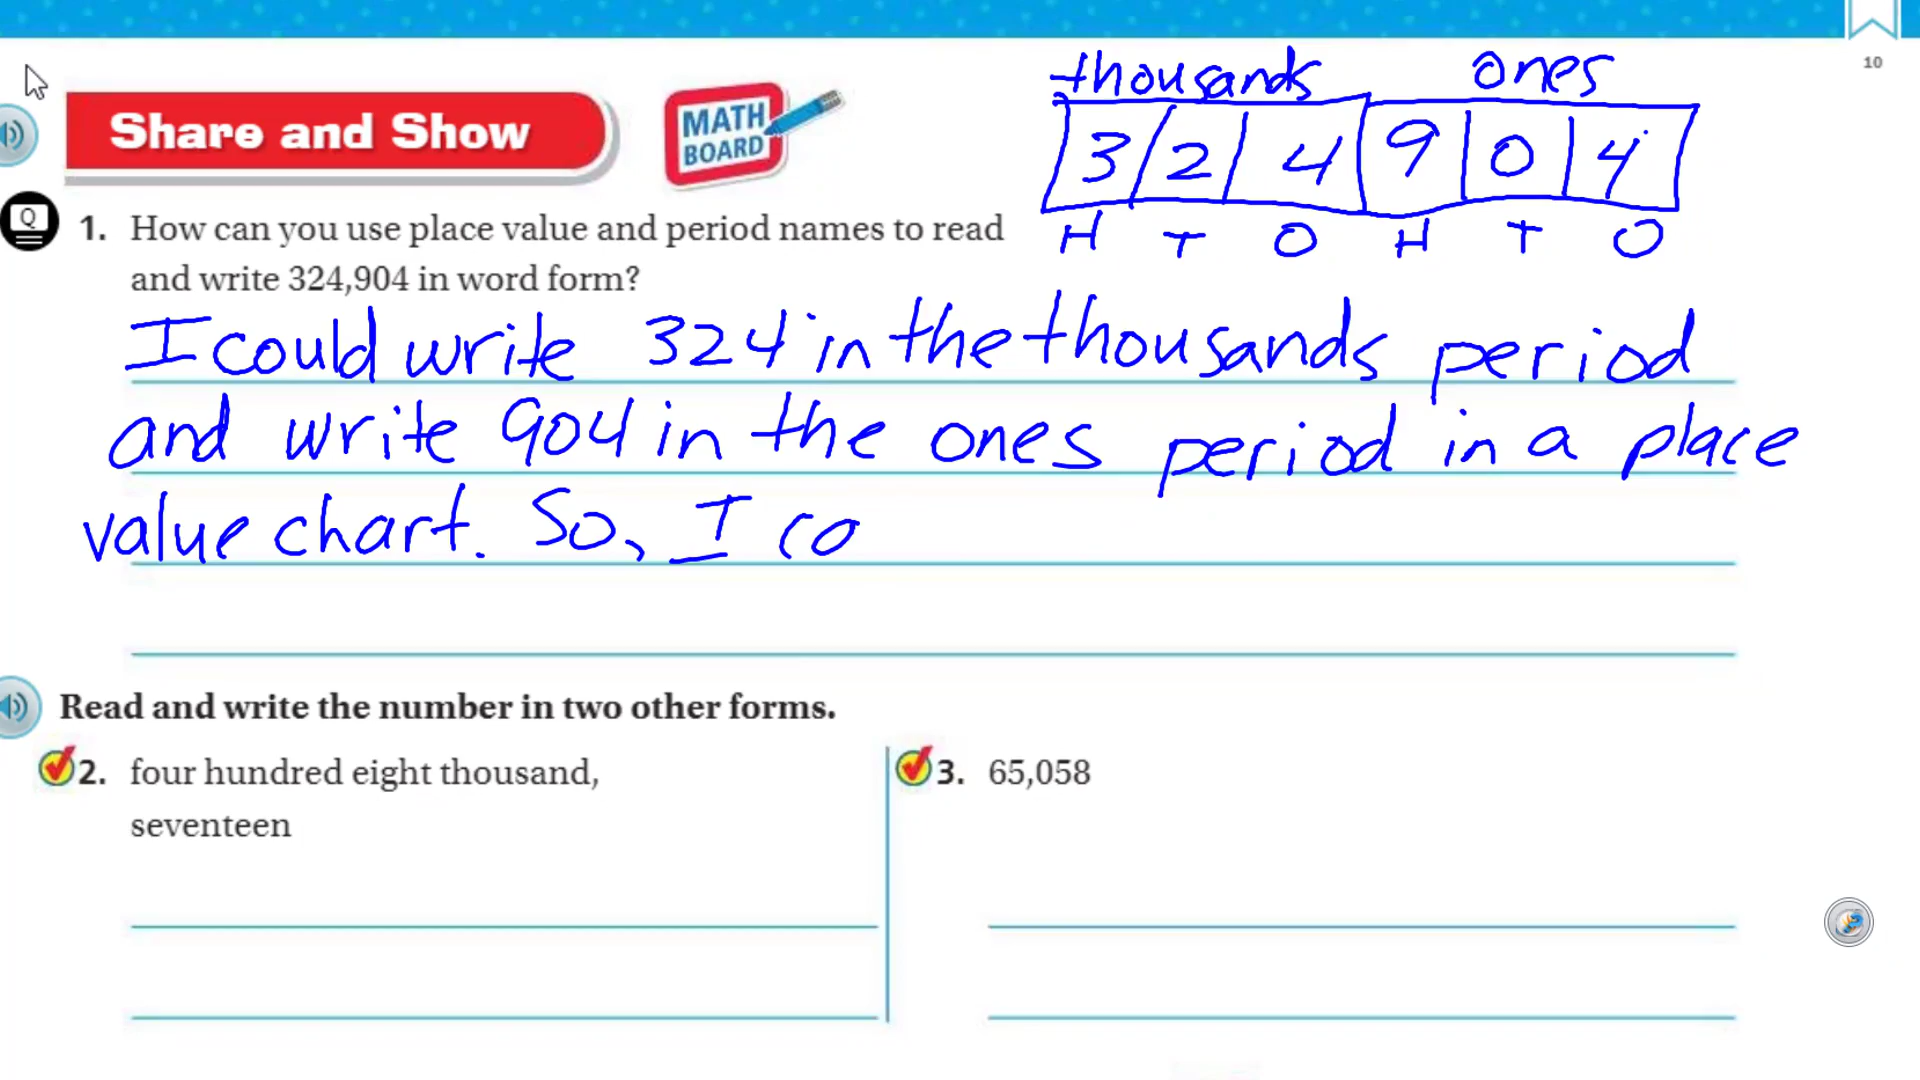 10
thousands ones
Share and Show
MATH
BOARD
3 2 4 9 0 4
H T O H T O
Q
1. How can you use place value and period names to read
and write 324,904 in word form?
I could write 324 in the thousands period
and write 904 in the ones period in a place
value chart. So, I co
Read and write the number in two other forms.
2. four hundred eight thousand,
seventeen
3. 65,058